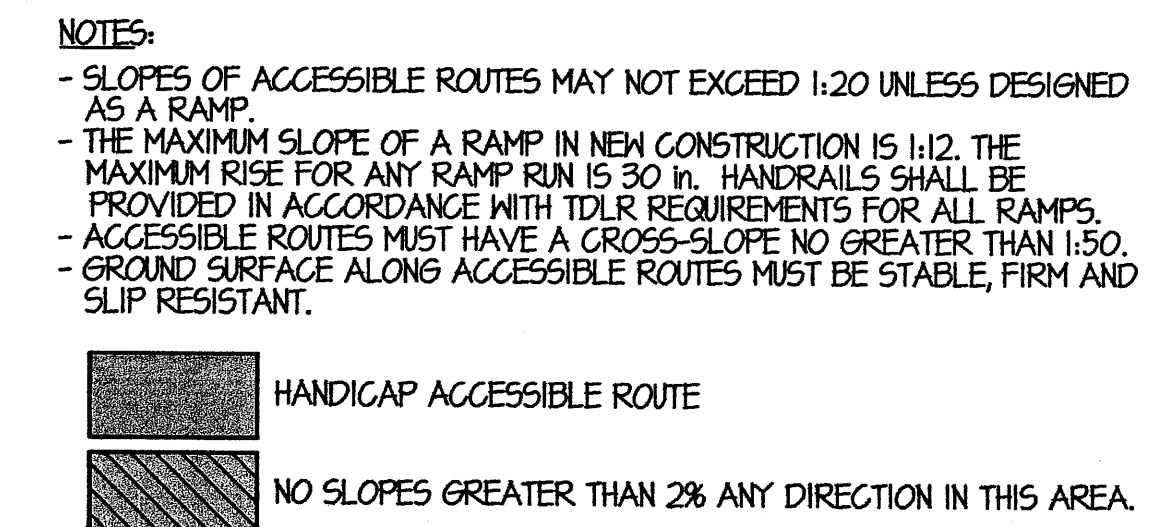 NOTES:
- SLOPES OF ACCESSIBLE ROUTES MAY NOT EXCEED 1:20 UNLESS DESIGNED
AS A RAMP.
- THE MAXIMUM SLOPE OF A RAMP IN NEW CONSTRUCTION IS 1:12. THE
MAXIMUM RISE FOR ANY RAMP RUN IS 30 in. HANDRAILS SHALL BE
PROVIDED IN ACCORDANCE WITH TDLR REQUIREMENTS FOR ALL RAMPS.
- ACCESSIBLE ROUTES MUST HAVE A CROSS-SLOPE NO GREATER THAN 1:50.
- GROUND SURFACE ALONG ACCESSIBLE ROUTES MUST BE STABLE, FIRM AND
SLIP RESISTANT.
HANDICAP ACCESSIBLE ROUTE
NO SLOPES GREATER THAN 2% ANY DIRECTION IN THIS AREA.